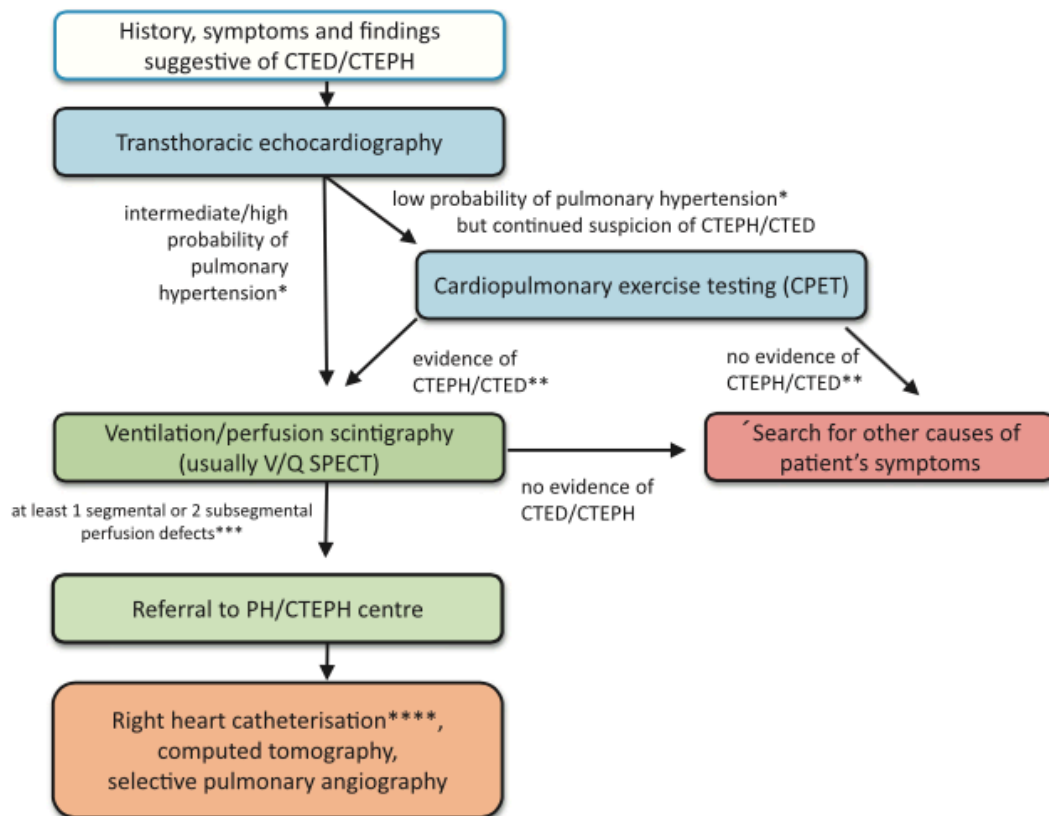 History, symptoms and findings
suggestive of CTED/CTEPH
Transthoracic echocardiography
intermediate/high
probability of
pulmonary
hypertension*
low probability of pulmonary hypertension*
but continued suspicion of CTEPH/CTED
Cardiopulmonary exercise testing (CPET)
evidence of
CTEPH/CTED**
no evidence of
CTEPH/CTED**
Ventilation/perfusion scintigraphy
(usually V/Q SPECT)
´Search for other causes of
patient’s symptoms
no evidence of
CTED/CTEPH
at least 1 segmental or 2 subsegmental
perfusion defects***
Referral to PH/CTEPH centre
Right heart catheterisation****,
computed tomography,
selective pulmonary angiography